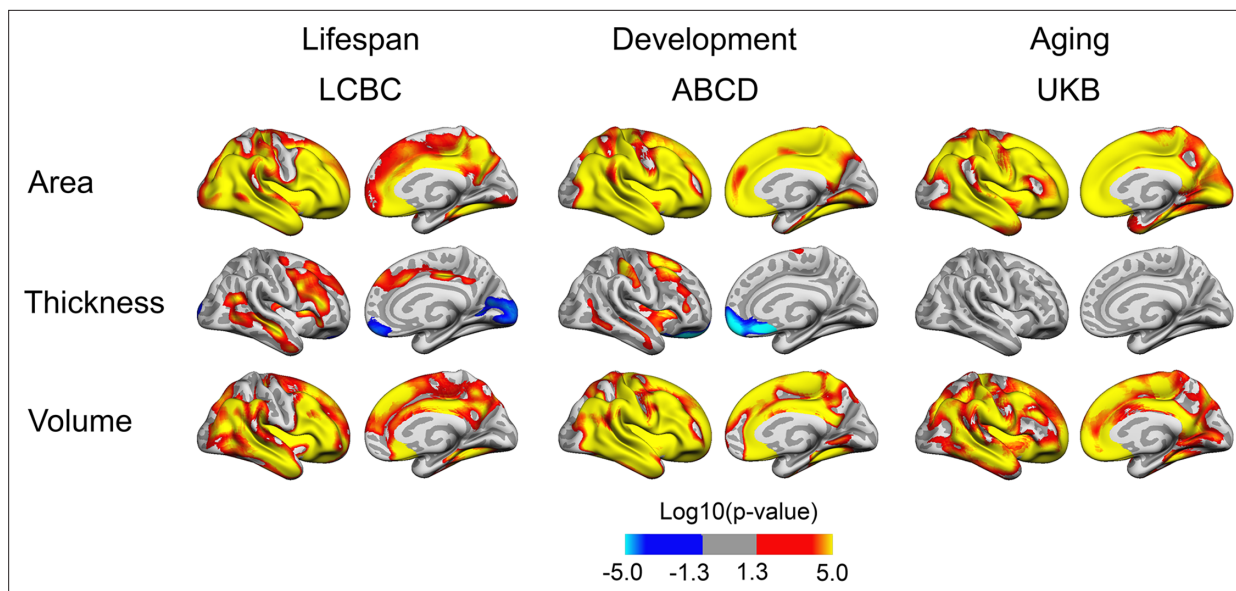 Lifespan Development Aging
LCBC ABCD UKB
Area
Thickness
Volume
Log10(p-value)
-5.0 -1.3 1.3 5.0